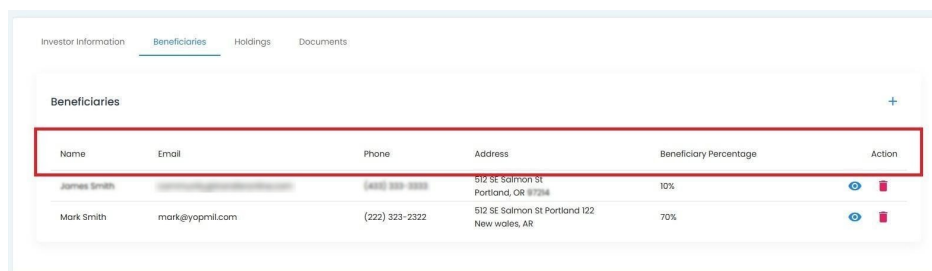 Investor Information Beneficiaries Holdings Documents
Beneficiaries +
Name Email Phone Address Beneficiary Percentage Action
James Smith 512 SE Salmon St 10%
Portland, OR
Mark Smith mark@yopmil.com (222) 323-2322 512 SE Salmon St Portland 122 70%
New wales, AR